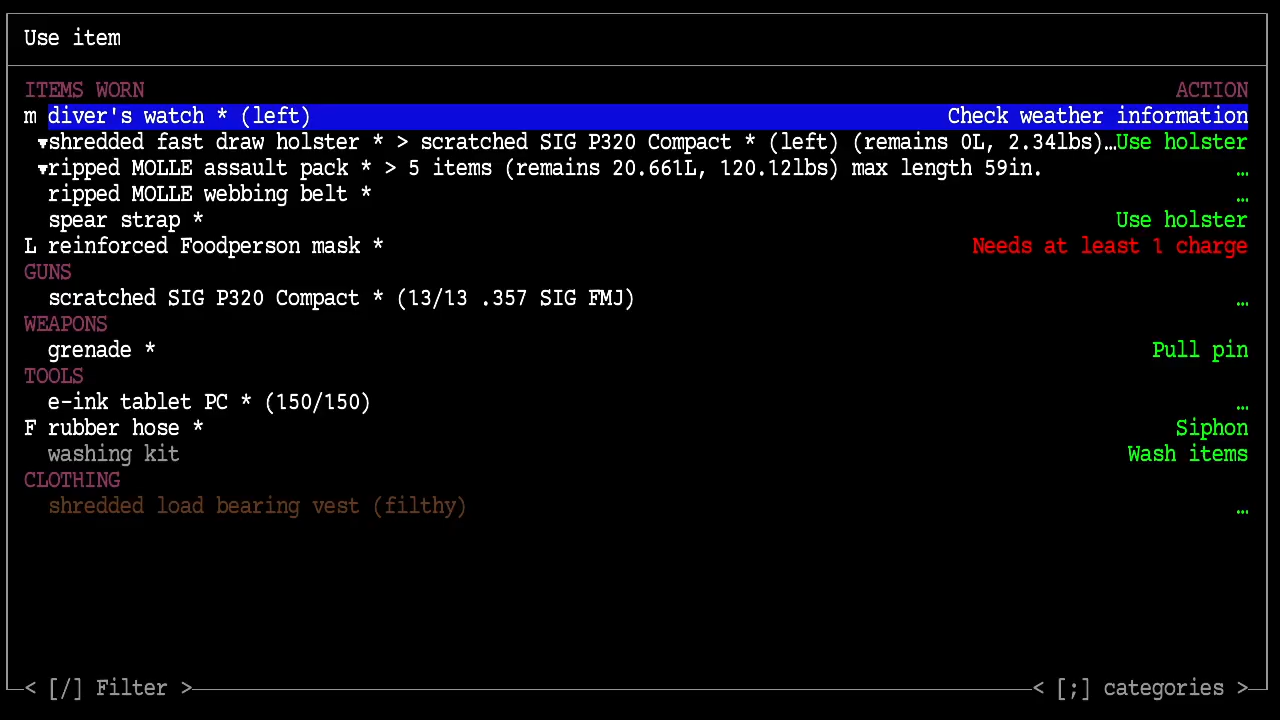 Use item
ITEMS WORN ACTION
m diver's watch * (left) Check weather information
▾shredded fast draw holster * > scratched SIG P320 Compact * (left) (remains 0L, 2.34lbs)…Use holster
▾ripped MOLLE assault pack * > 5 items (remains 20.661L, 120.12lbs) max length 59in. …
ripped MOLLE webbing belt * …
spear strap * Use holster
L reinforced Foodperson mask * Needs at least 1 charge
GUNS
scratched SIG P320 Compact * (13/13 .357 SIG FMJ) …
WEAPONS
grenade * Pull pin
TOOLS
e-ink tablet PC * (150/150) …
F rubber hose * Siphon
washing kit Wash items
CLOTHING
shredded load bearing vest (filthy) …
< [/] Filter > < [;] categories >